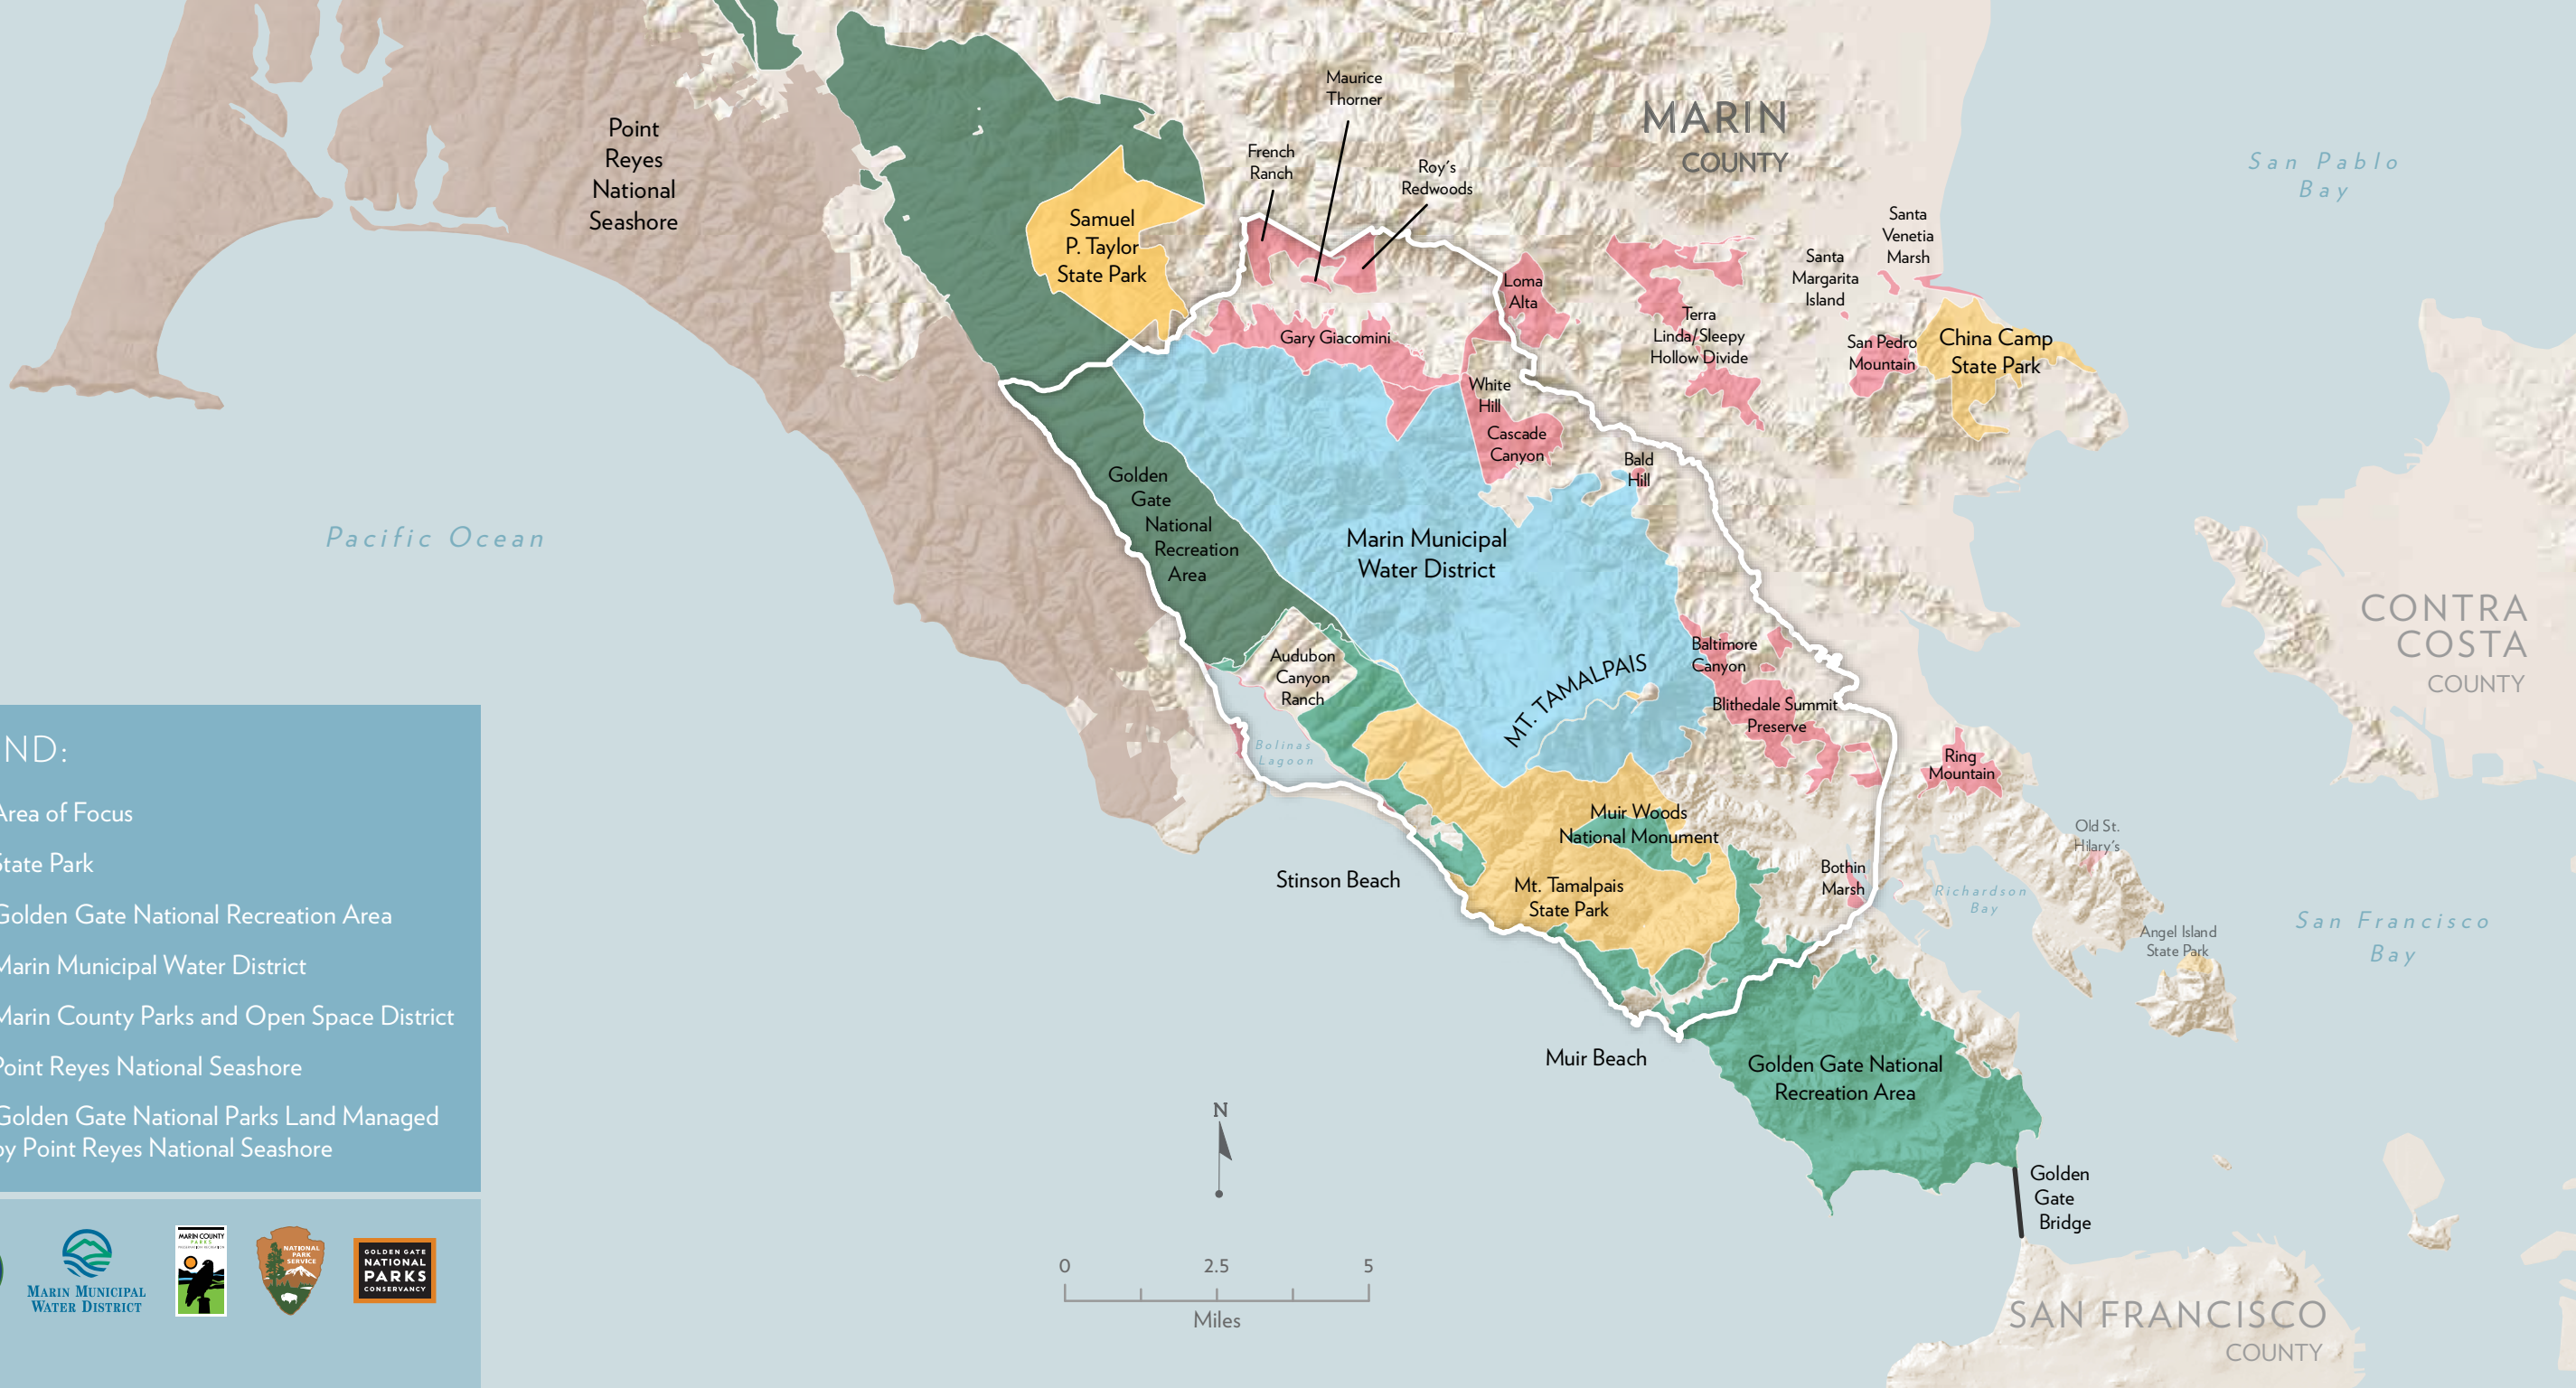 Point
Reyes
National
Seashore
Samuel
P. Taylor
State Park
French
Ranch
Maurice
Thorner
Roy's
Redwoods
MARIN
COUNTY
San Pablo
Bay
Santa
Venetia
Marsh
Santa
Margarita
Island
Loma
Alta
Gary Giacomini
Terra
Linda/Sleepy
Hollow Divide
San Pedro
Mountain
China Camp
State Park
White
Hill
Cascade
Canyon
Bald
Hill
Golden
Gate
National
Recreation
Area
Pacific Ocean
Marin Municipal
Water District
CONTRA
COSTA
COUNTY
Audubon
Canyon
Ranch
MT. TAMALPAIS
Baltimore
Canyon
Blithedale Summit
Preserve
Bolinas
Lagoon
Ring
Mountain
Muir Woods
National Monument
Mt. Tamalpais
State Park
Stinson Beach
Bothin
Marsh
Old St.
Hilary's
Richardson
Bay
Angel Island
State Park
San Francisco
Bay
Muir Beach
Golden Gate National
Recreation Area
Golden
Gate
Bridge
SAN FRANCISCO
COUNTY
N
0 2.5 5
Miles
ND:
Area of Focus
State Park
Golden Gate National Recreation Area
Marin Municipal Water District
Marin County Parks and Open Space District
Point Reyes National Seashore
Golden Gate National Parks Land Managed
by Point Reyes National Seashore
MARIN MUNICIPAL
WATER DISTRICT
MARIN COUNTY
PARKS
NATIONAL
PARK
SERVICE
GOLDEN GATE
NATIONAL
PARKS
CONSERVANCY